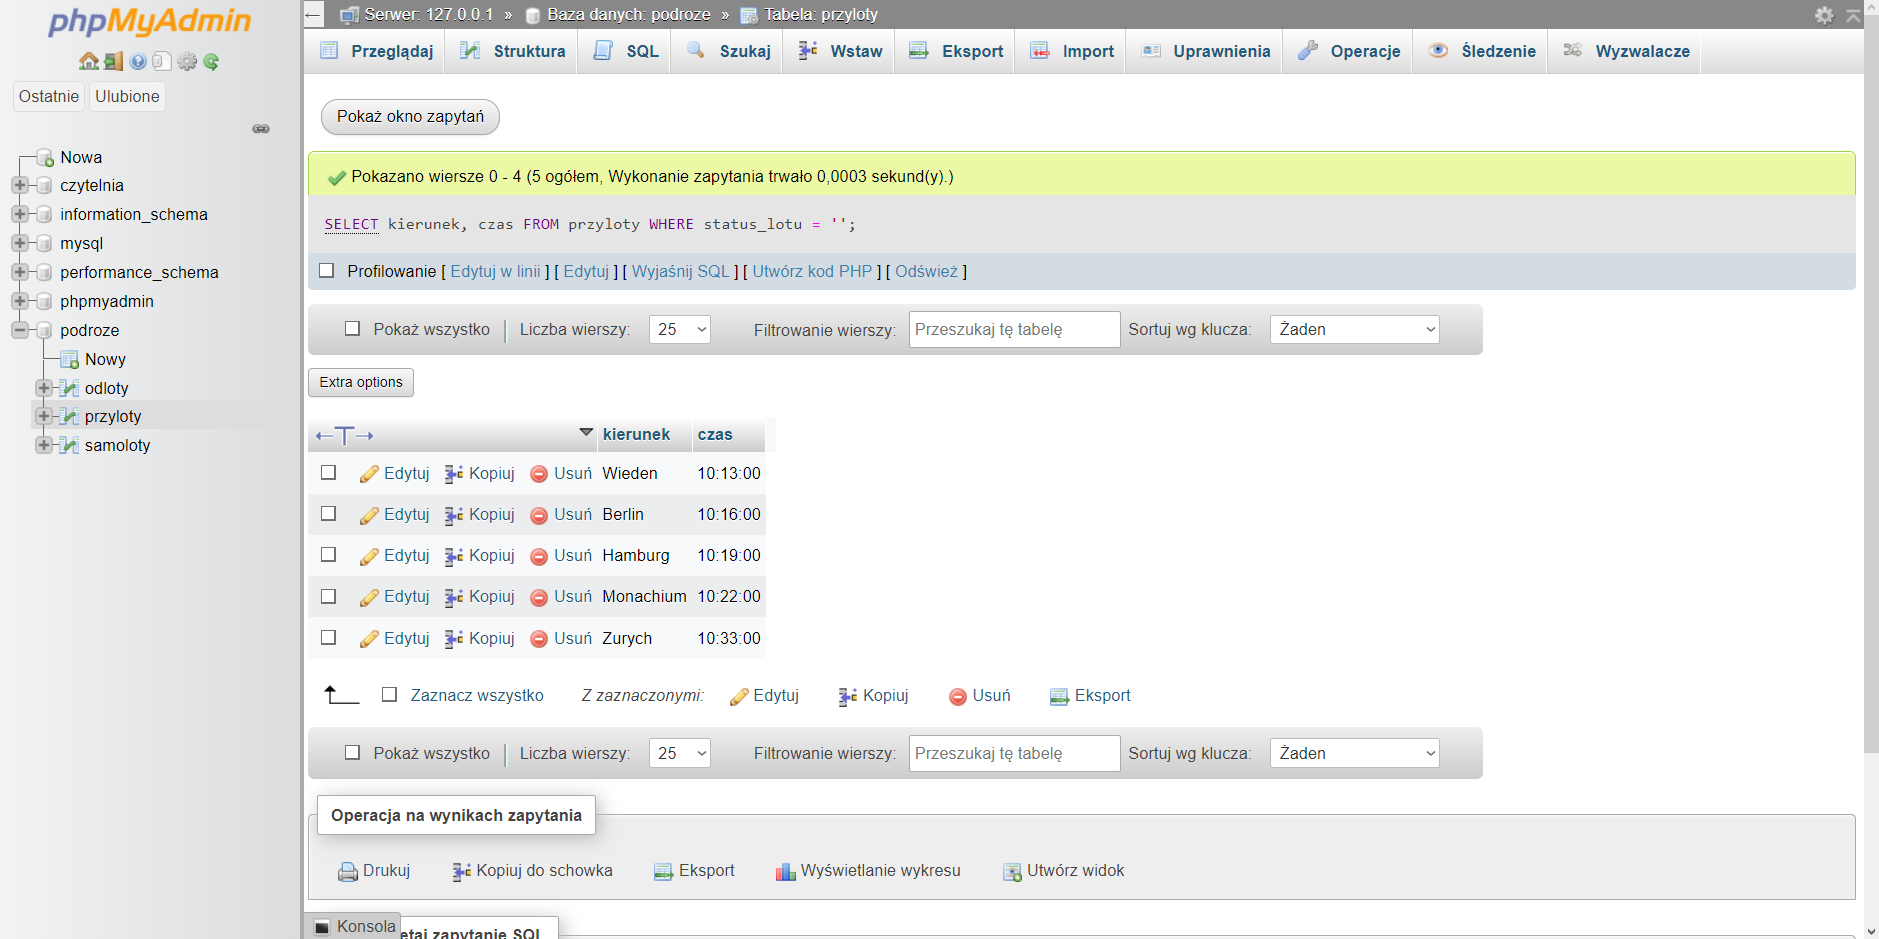 phpMyAdmin
Ostatnie Ulubione
Nowa
czytelnia
information_schema
mysql
performance_schema
phpmyadmin
podroze
Nowy
odloty
przyloty
samoloty
Serwer: 127.0.0.1 » Baza danych: podroze » Tabela: przyloty
Przeglądaj Struktura SQL Szukaj Wstaw Eksport Import Uprawnienia Operacje Śledzenie Wyzwalacze
Pokaż okno zapytań
Pokazano wiersze 0 - 4 (5 ogółem, Wykonanie zapytania trwało 0,0003 sekund(y).)
SELECT kierunek, czas FROM przyloty WHERE status_lotu = '';
Profilowanie [ Edytuj w linii ] [ Edytuj ] [ Wyjaśnij SQL ] [ Utwórz kod PHP ] [ Odśwież ]
Pokaż wszystko | Liczba wierszy: 25 Filtrowanie wierszy: Przeszukaj tę tabelę Sortuj wg klucza: Żaden
Extra options
←T→ kierunek czas
Edytuj Kopiuj Usuń Wieden 10:13:00
Edytuj Kopiuj Usuń Berlin 10:16:00
Edytuj Kopiuj Usuń Hamburg 10:19:00
Edytuj Kopiuj Usuń Monachium 10:22:00
Edytuj Kopiuj Usuń Zurych 10:33:00
Zaznacz wszystko Z zaznaczonymi: Edytuj Kopiuj Usuń Eksport
Pokaż wszystko | Liczba wierszy: 25 Filtrowanie wierszy: Przeszukaj tę tabelę Sortuj wg klucza: Żaden
Operacja na wynikach zapytania
Drukuj Kopiuj do schowka Eksport Wyświetlanie wykresu Utwórz widok
Konsola
etaj zapytanie SQL